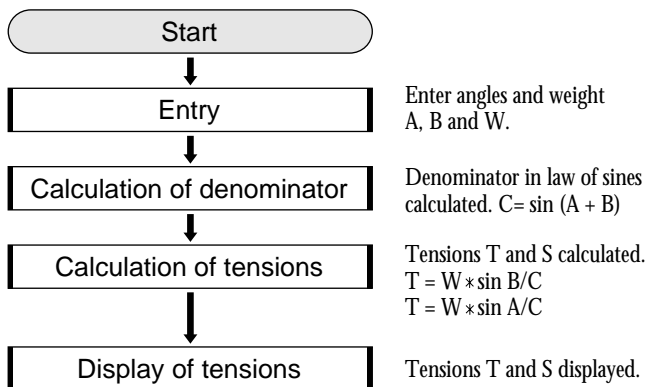 Start
Entry
Enter angles and weight
A, B and W.
Calculation of denominator
Denominator in law of sines
calculated. C= sin (A + B)
Calculation of tensions
Tensions T and S calculated.
T = W * sin B/C
T = W * sin A/C
Display of tensions
Tensions T and S displayed.